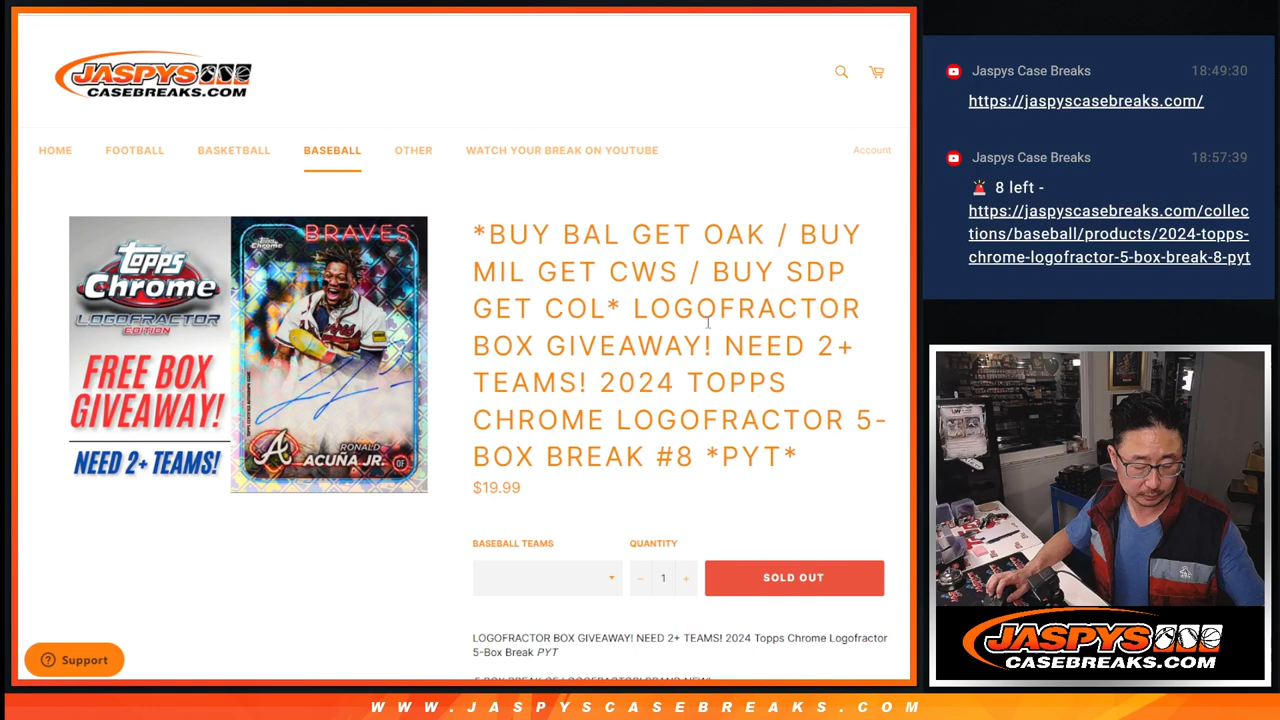 JASPYS
CASEBREAKS.COM
HOME
FOOTBALL
BASKETBALL
BASEBALL
OTHER
WATCH YOUR BREAK ON YOUTUBE
Account
topps
Chrome
LOGOFRACTOR
EDITION
FREE BOX
GIVEAWAY!
NEED 2+ TEAMS!
BRAVES
RONALD
ACUÑA JR.
OF
*BUY BAL GET OAK / BUY
MIL GET CWS / BUY SDP
GET COL* LOGOFRACTOR
BOX GIVEAWAY! NEED 2+
TEAMS! 2024 TOPPS
CHROME LOGOFRACTOR 5-
BOX BREAK #8 *PYT*
$19.99
BASEBALL TEAMS
QUANTITY
− 1 +
SOLD OUT
LOGOFRACTOR BOX GIVEAWAY! NEED 2+ TEAMS! 2024 Topps Chrome Logofractor
5-Box Break PYT
Support
Jaspys Case Breaks 18:49:30
https://jaspyscasebreaks.com/
Jaspys Case Breaks 18:57:39
8 left -
https://jaspyscasebreaks.com/collec
tions/baseball/products/2024-topps-
chrome-logofractor-5-box-break-8-pyt
JASPYS
CASEBREAKS.COM
WWW.JASPYSCASEBREAKS.COM